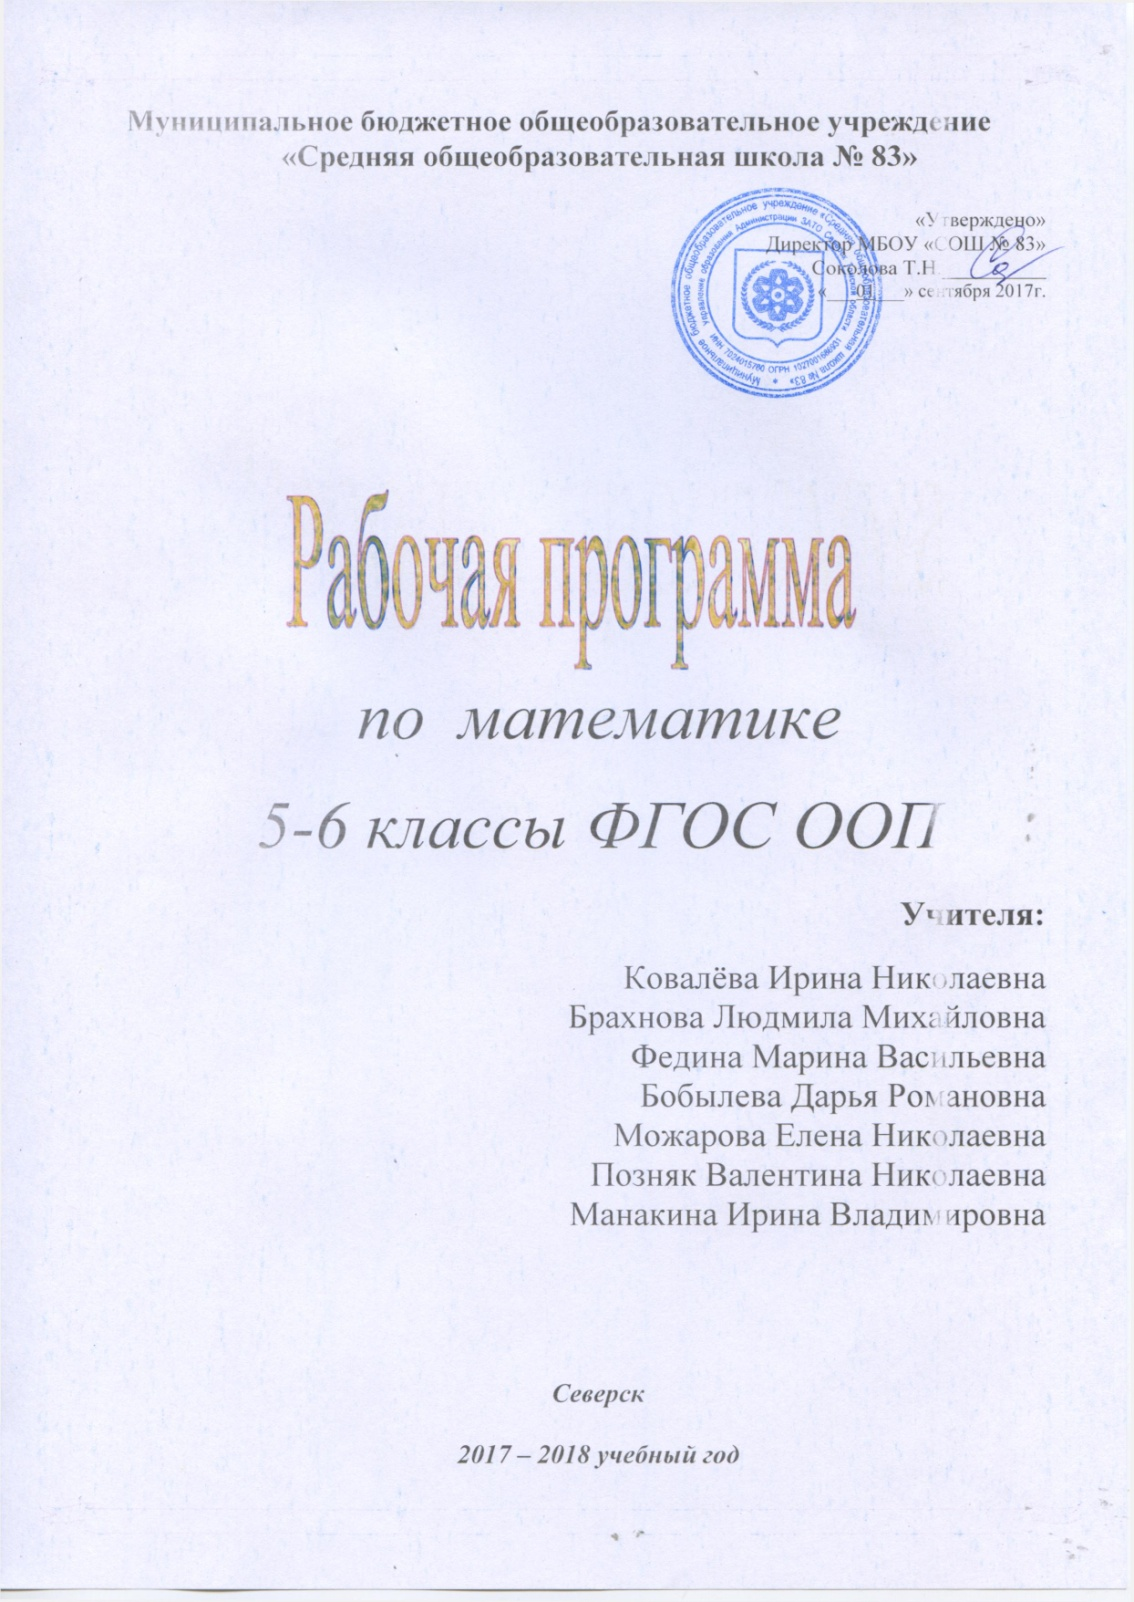 Муниципальное бюджетное общеобразовательное учреждение
«Средняя общеобразовательная школа № 83»
«Утверждено»
Директор МБОУ «СОШ № 83»
Соколова Т.Н.__________
«___01____» сентября 2017г.
Рабочая программа
по математике
5-6 классы ФГОС ООП
Учителя:
Ковалёва Ирина Николаевна
Брахнова Людмила Михайловна
Федина Марина Васильевна
Бобылева Дарья Романовна
Можарова Елена Николаевна
Позняк Валентина Николаевна
Манакина Ирина Владимировна
Северск
2017 – 2018 учебный год